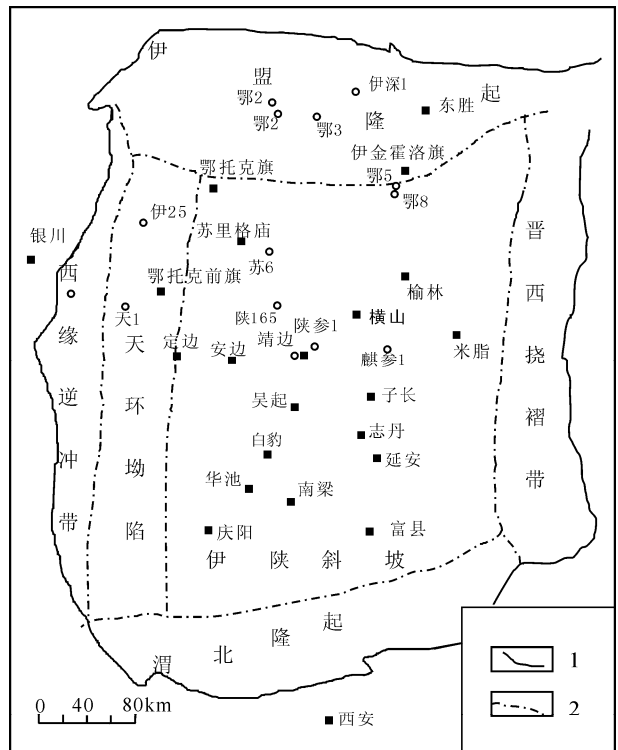 伊盟隆起
伊深1
鄂2
鄂2
鄂3
东胜
伊金霍洛旗
鄂托克旗
鄂5
鄂8
伊25
银川
苏里格庙
苏6
鄂托克前旗
榆林
天1
陕165
陕参1
横山
靖边
定边
安边
麒参1
米脂
吴起
子长
志丹
白豹
延安
华池
南梁
庆阳
富县
西缘逆冲带
天环坳陷
伊陕斜坡
晋西挠褶带
渭北隆起
西安
0 40 80km
1
2